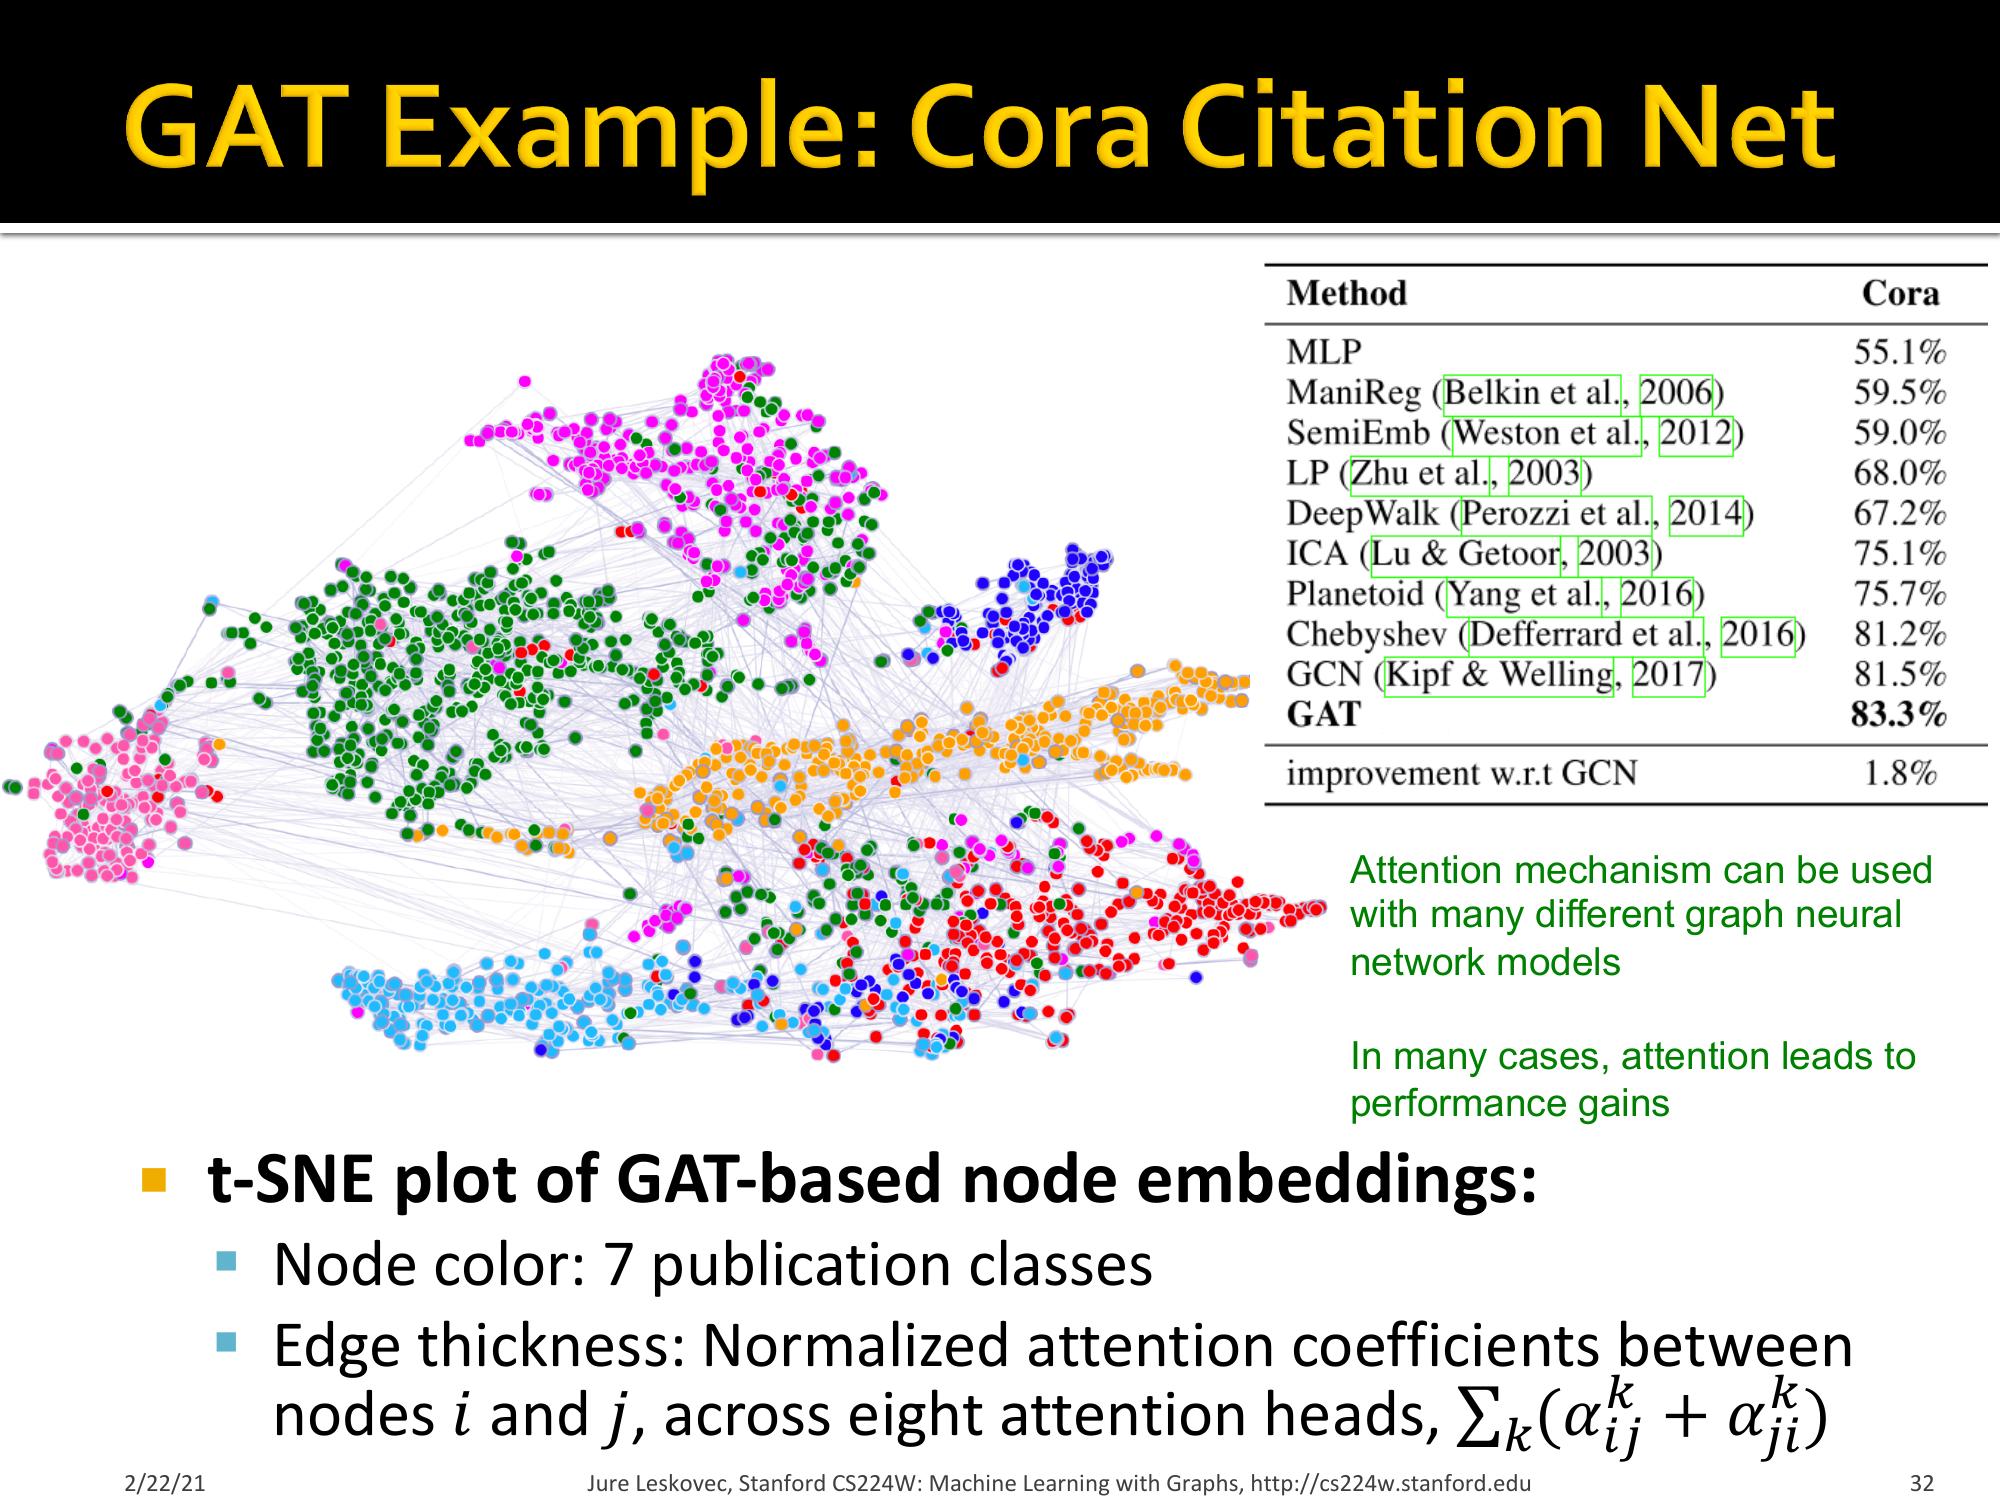 GAT Example: Cora Citation Net
Method Cora
MLP 55.1%
ManiReg (Belkin et al., 2006) 59.5%
SemiEmb (Weston et al., 2012) 59.0%
LP (Zhu et al., 2003) 68.0%
DeepWalk (Perozzi et al., 2014) 67.2%
ICA (Lu & Getoor, 2003) 75.1%
Planetoid (Yang et al., 2016) 75.7%
Chebyshev (Defferrard et al., 2016) 81.2%
GCN (Kipf & Welling, 2017) 81.5%
GAT 83.3%
improvement w.r.t GCN 1.8%
Attention mechanism can be used
with many different graph neural
network models
In many cases, attention leads to
performance gains
t-SNE plot of GAT-based node embeddings:
Node color: 7 publication classes
Edge thickness: Normalized attention coefficients between
nodes 𝑖 and 𝑗, across eight attention heads, ∑ₖ(α_{ij}^k + α_{ji}^k)
2/22/21 Jure Leskovec, Stanford CS224W: Machine Learning with Graphs, http://cs224w.stanford.edu 32